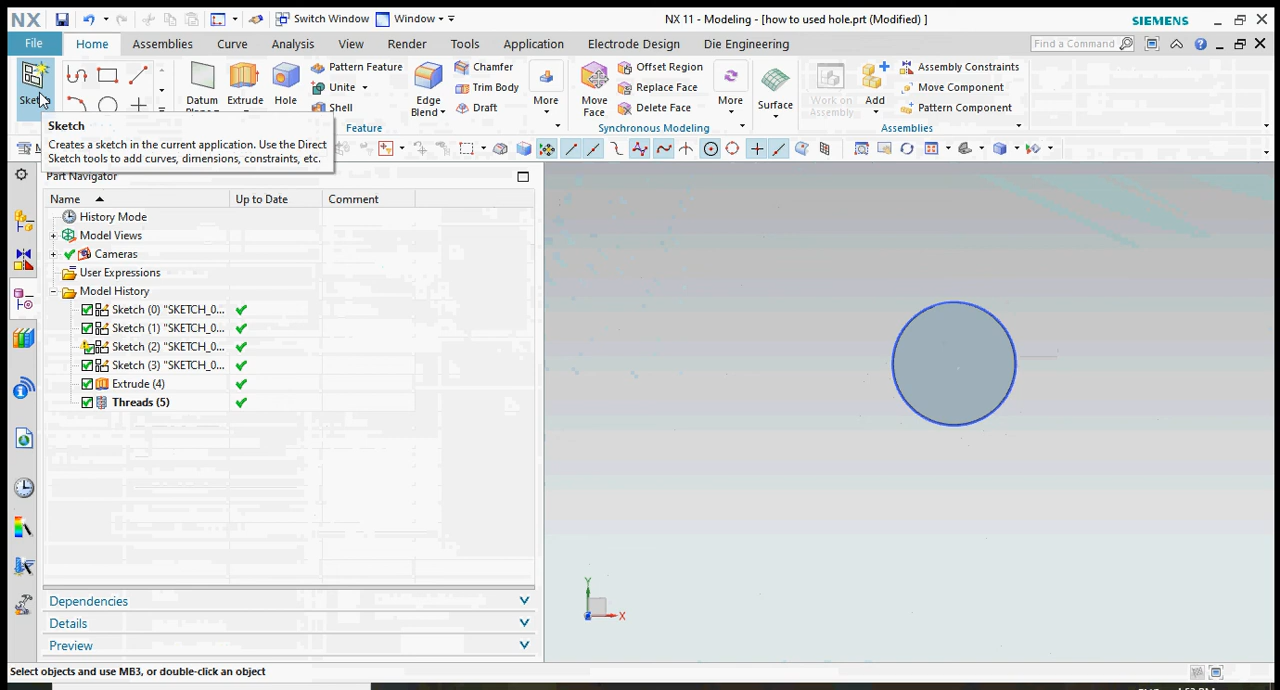 NX
Switch Window
Window
NX 11 - Modeling - [how to used hole.prt (Modified) ]
SIEMENS
File
Home
Assemblies
Curve
Analysis
View
Render
Tools
Application
Electrode Design
Die Engineering
Find a Command
Sketch
Datum
Extrude
Hole
Pattern Feature
Unite
Shell
Edge
Blend
Chamfer
Trim Body
Draft
More
Feature
Move
Face
Offset Region
Replace Face
Delete Face
More
Synchronous Modeling
Surface
Work on
Assembly
Add
Assembly Constraints
Move Component
Pattern Component
Assemblies
Sketch
Creates a sketch in the current application. Use the Direct
Sketch tools to add curves, dimensions, constraints, etc.
Part Navigator
Name
Up to Date
Comment
History Mode
Model Views
Cameras
User Expressions
Model History
Sketch (0) "SKETCH_0...
Sketch (1) "SKETCH_0...
Sketch (2) "SKETCH_0...
Sketch (3) "SKETCH_0...
Extrude (4)
Threads (5)
Dependencies
Details
Preview
Y
X
Select objects and use MB3, or double-click an object